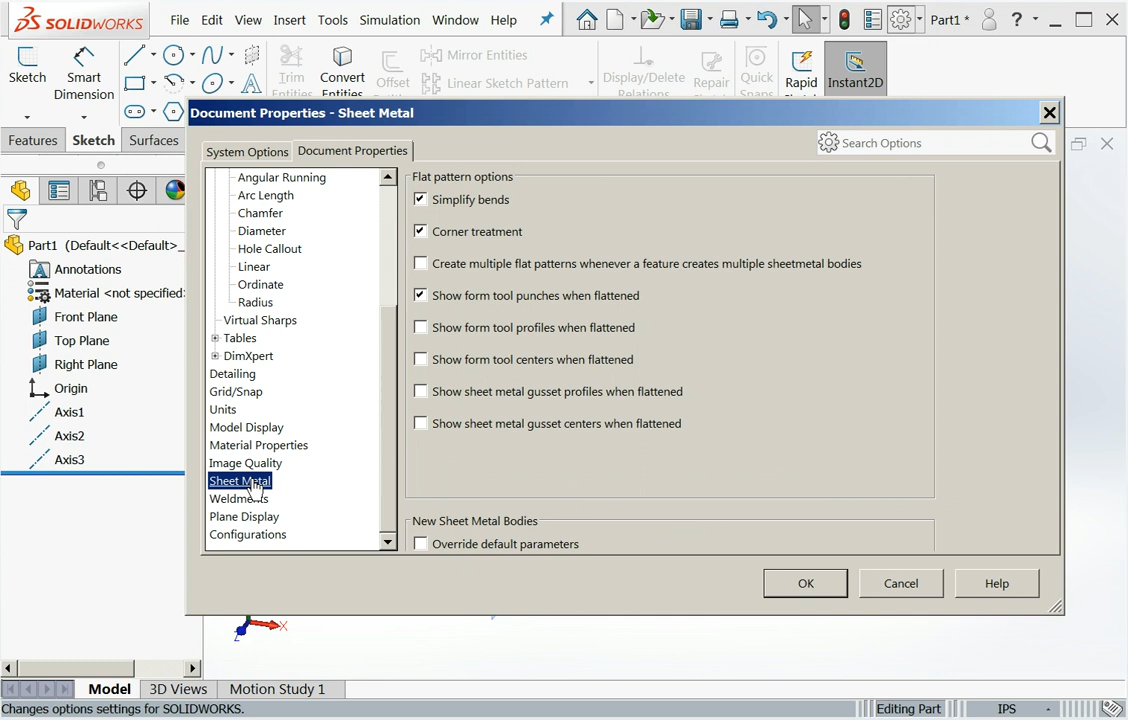 SOLIDWORKS File Edit View Insert Tools Simulation Window Help Part1 * ?
Sketch Smart Dimension Trim Entities Convert Entities Offset Mirror Entities Linear Sketch Pattern Display/Delete Relations Repair Quick Snaps Rapid Instant2D
Document Properties - Sheet Metal
Features Sketch Surfaces
System Options Document Properties
Search Options
Angular Running
Arc Length
Chamfer
Diameter
Hole Callout
Linear
Ordinate
Radius
Virtual Sharps
Tables
DimXpert
Detailing
Grid/Snap
Units
Model Display
Material Properties
Image Quality
Sheet Metal
Weldments
Plane Display
Configurations
Flat pattern options
Simplify bends
Corner treatment
Create multiple flat patterns whenever a feature creates multiple sheetmetal bodies
Show form tool punches when flattened
Show form tool profiles when flattened
Show form tool centers when flattened
Show sheet metal gusset profiles when flattened
Show sheet metal gusset centers when flattened
New Sheet Metal Bodies
Override default parameters
OK Cancel Help
Part1 (Default<<Default>_
Annotations
Material <not specified>
Front Plane
Top Plane
Right Plane
Origin
Axis1
Axis2
Axis3
Z X
Model 3D Views Motion Study 1
Changes options settings for SOLIDWORKS. Editing Part IPS